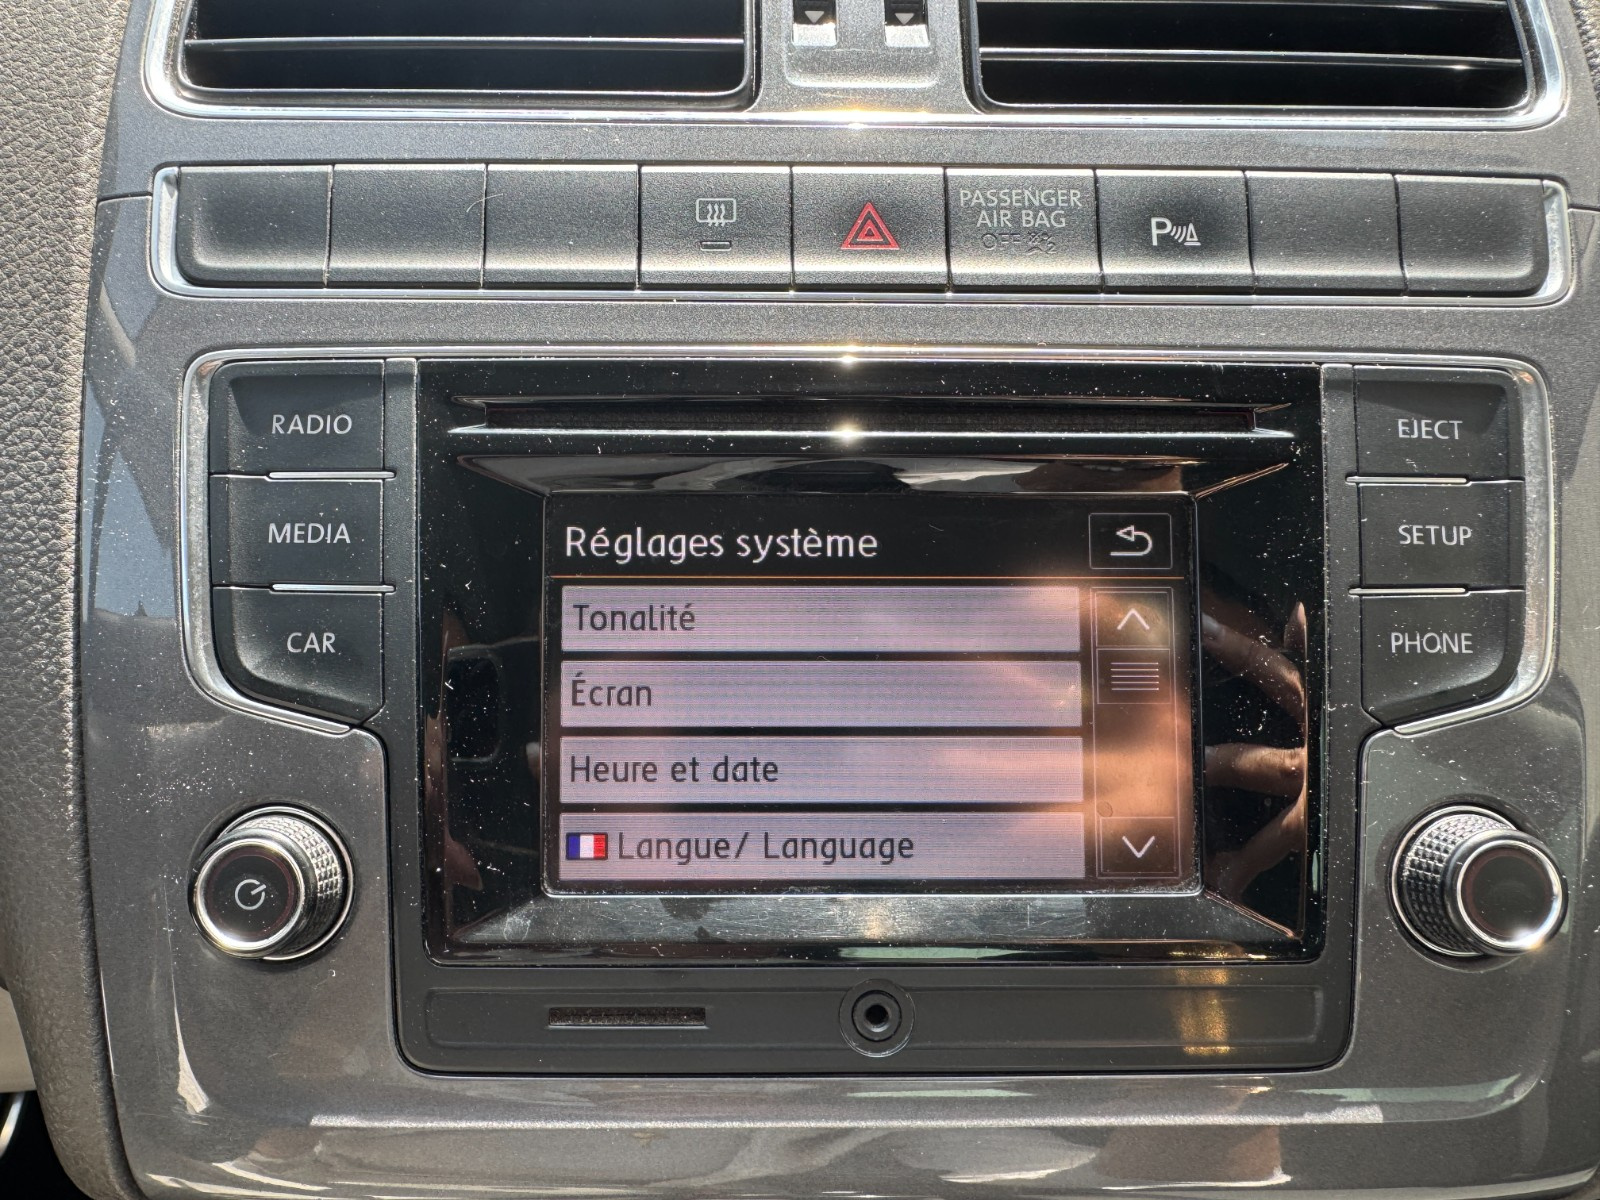 PASSENGER
AIR BAG
OFF
P
RADIO
MEDIA
CAR
EJECT
SETUP
PHONE
Réglages système
Tonalité
Écran
Heure et date
Langue/ Language